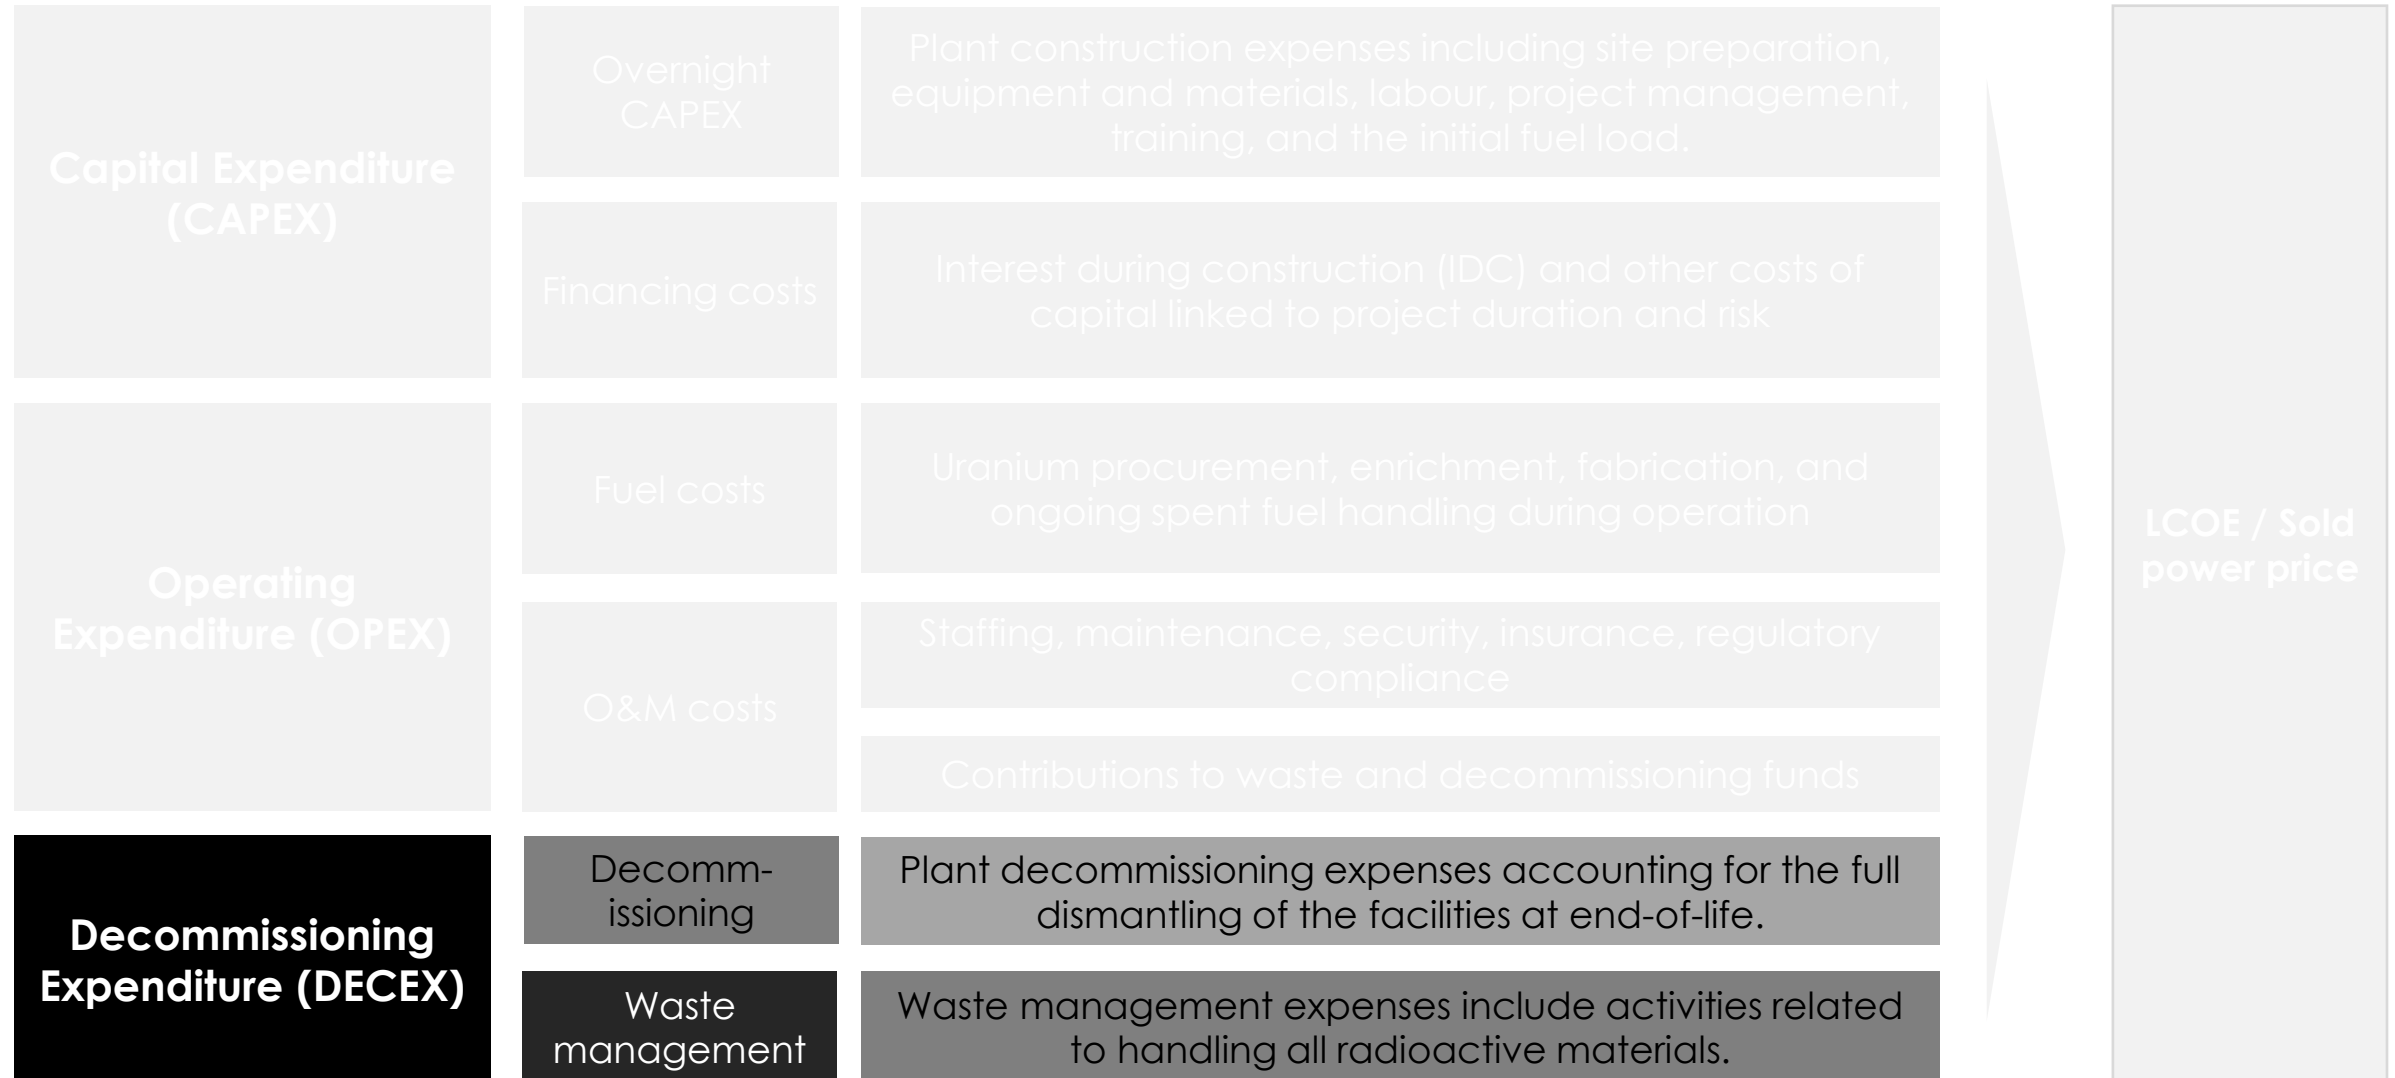 Capital Expenditure
(CAPEX)
Overnight
CAPEX
Plant construction expenses including site preparation,
equipment and materials, labour, project management,
training, and the initial fuel load.
Financing costs
Interest during construction (IDC) and other costs of
capital linked to project duration and risk
Operating
Expenditure (OPEX)
Fuel costs
Uranium procurement, enrichment, fabrication, and
ongoing spent fuel handling during operation
O&M costs
Staffing, maintenance, security, insurance, regulatory
compliance
Contributions to waste and decommissioning funds
Decommissioning
Expenditure (DECEX)
Decomm-
issioning
Plant decommissioning expenses accounting for the full
dismantling of the facilities at end-of-life.
Waste
management
Waste management expenses include activities related
to handling all radioactive materials.
LCOE / Sold
power price